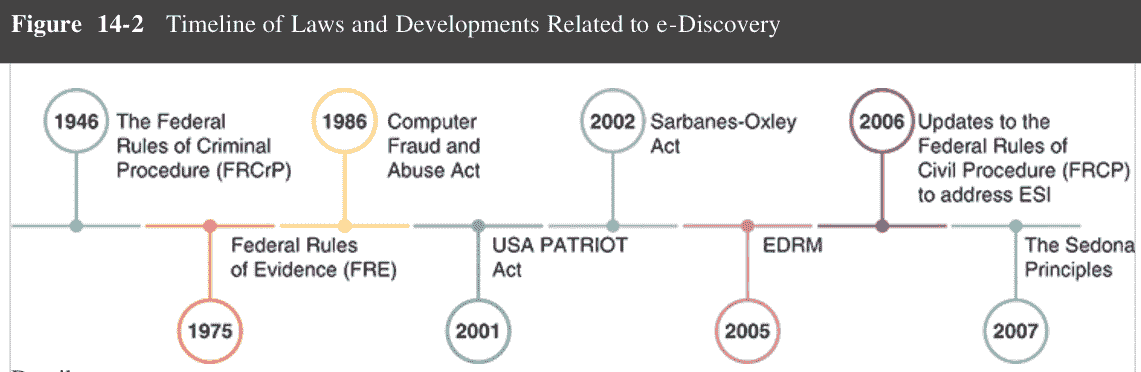 Figure 14-2 Timeline of Laws and Developments Related to e-Discovery
1946
The Federal
Rules of Criminal
Procedure (FRCrP)
1975
Federal Rules
of Evidence (FRE)
1986
Computer
Fraud and
Abuse Act
2001
USA PATRIOT
Act
2002
Sarbanes-Oxley
Act
2005
EDRM
2006
Updates to the
Federal Rules of
Civil Procedure (FRCP)
to address ESI
2007
The Sedona
Principles